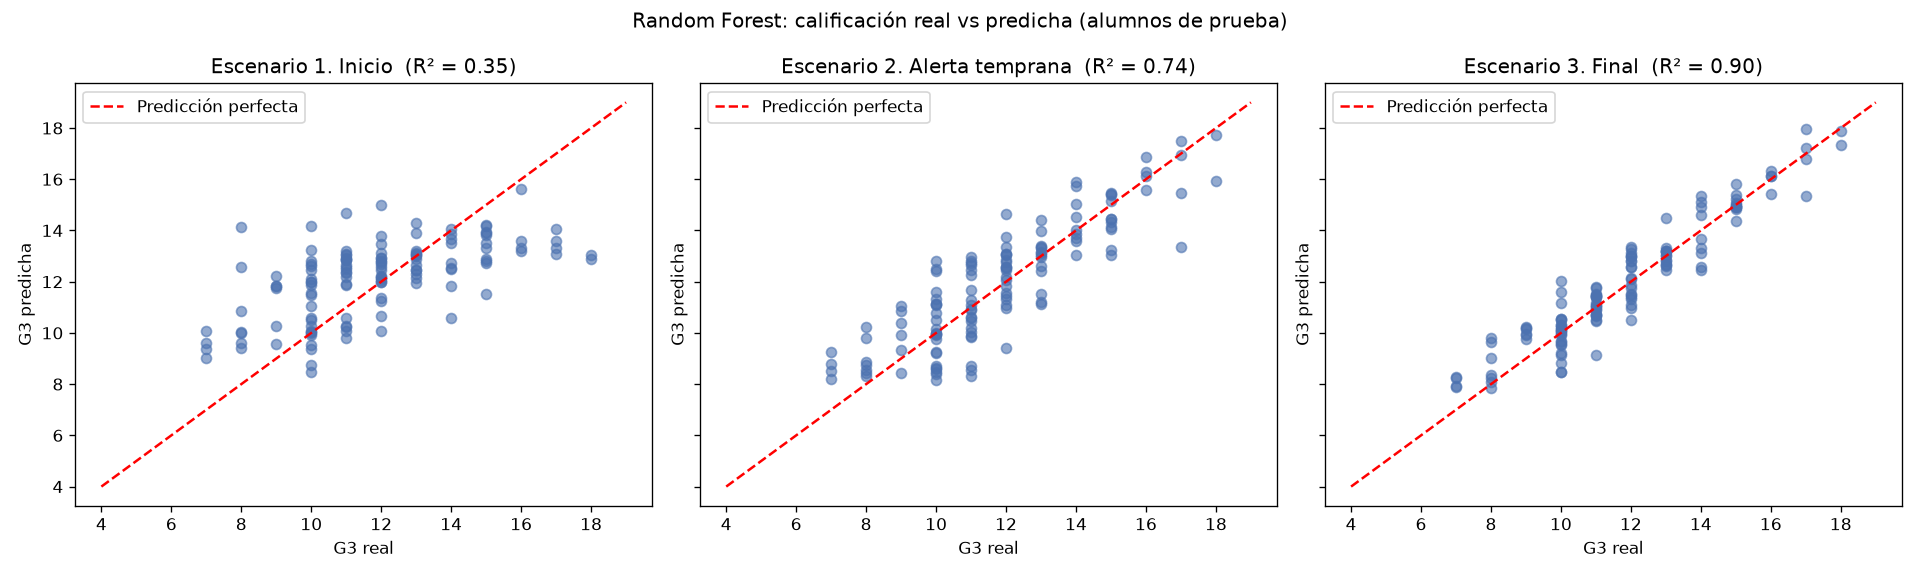 Random Forest: calificación real vs predicha (alumnos de prueba)
Escenario 1. Inicio (R² = 0.35)
Predicción perfecta
18
16
14
12
10
8
6
4
G3 predicha
4 6 8 10 12 14 16 18
G3 real
Escenario 2. Alerta temprana (R² = 0.74)
Predicción perfecta
G3 predicha
4 6 8 10 12 14 16 18
G3 real
Escenario 3. Final (R² = 0.90)
Predicción perfecta
G3 predicha
4 6 8 10 12 14 16 18
G3 real